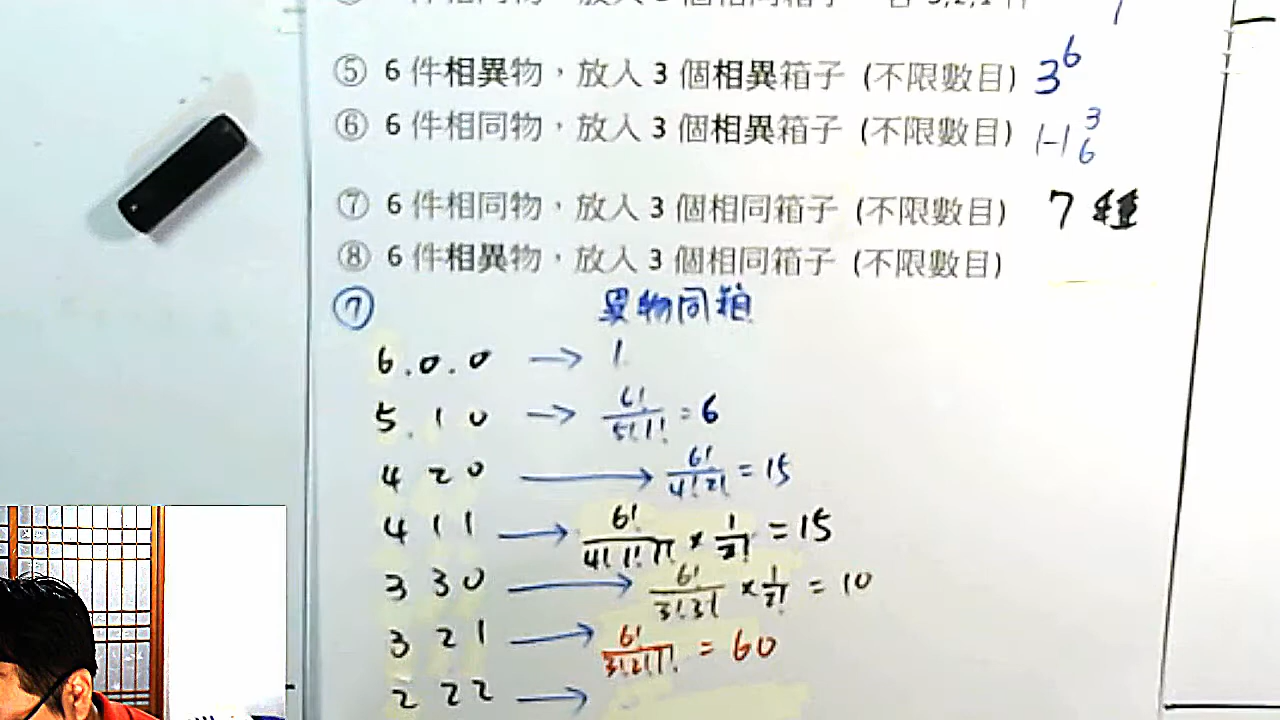 ⑤ 6 件相異物,放入 3 個相異箱子 (不限數目) 3^6
⑥ 6 件相同物,放入 3 個相異箱子 (不限數目) H^3_6
⑦ 6 件相同物,放入 3 個相同箱子 (不限數目) 7 種
⑧ 6 件相異物,放入 3 個相同箱子 (不限數目)
⑦ 異物同箱
6.0.0 → 1
5.1 0 → 6!/5!1! = 6
4 2 0 → 6!/4!2! = 15
4 1 1 → 6!/4!1!1! × 1/2! = 15
3 3 0 → 6!/3!3! × 1/2! = 10
3 2 1 → 6!/3!2!1! = 60
2 2 2 →